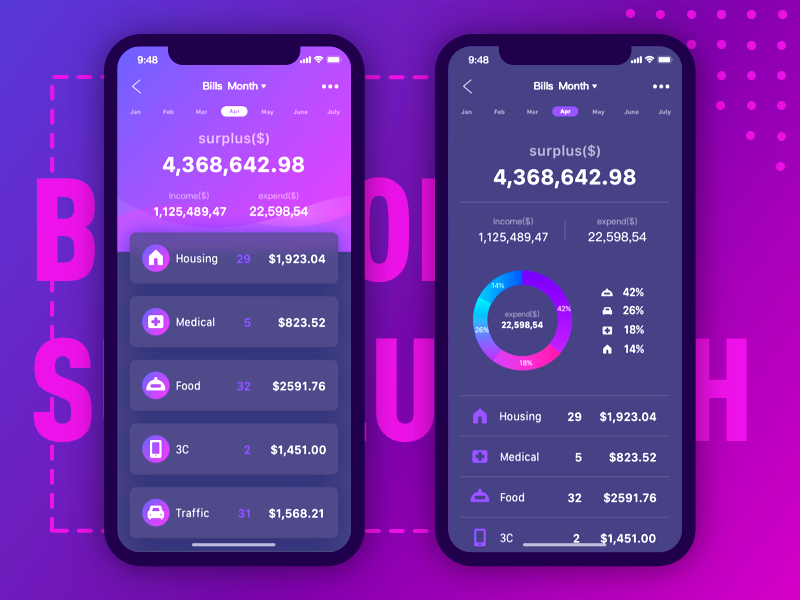 9:48
Bills Month
Jan Feb Mar Apr May June July
surplus($)
4,368,642.98
Income($) expend($)
1,125,489,47 22,598,54
Housing 29 $1,923.04
Medical 5 $823.52
Food 32 $2591.76
3C 2 $1,451.00
Traffic 31 $1,568.21
9:48
Bills Month
Jan Feb Mar Apr May June July
surplus($)
4,368,642.98
Income($) expend($)
1,125,489,47 22,598,54
14%
42%
26%
18%
expend($)
22,598,54
42%
26%
18%
14%
Housing 29 $1,923.04
Medical 5 $823.52
Food 32 $2591.76
3C 2 $1,451.00